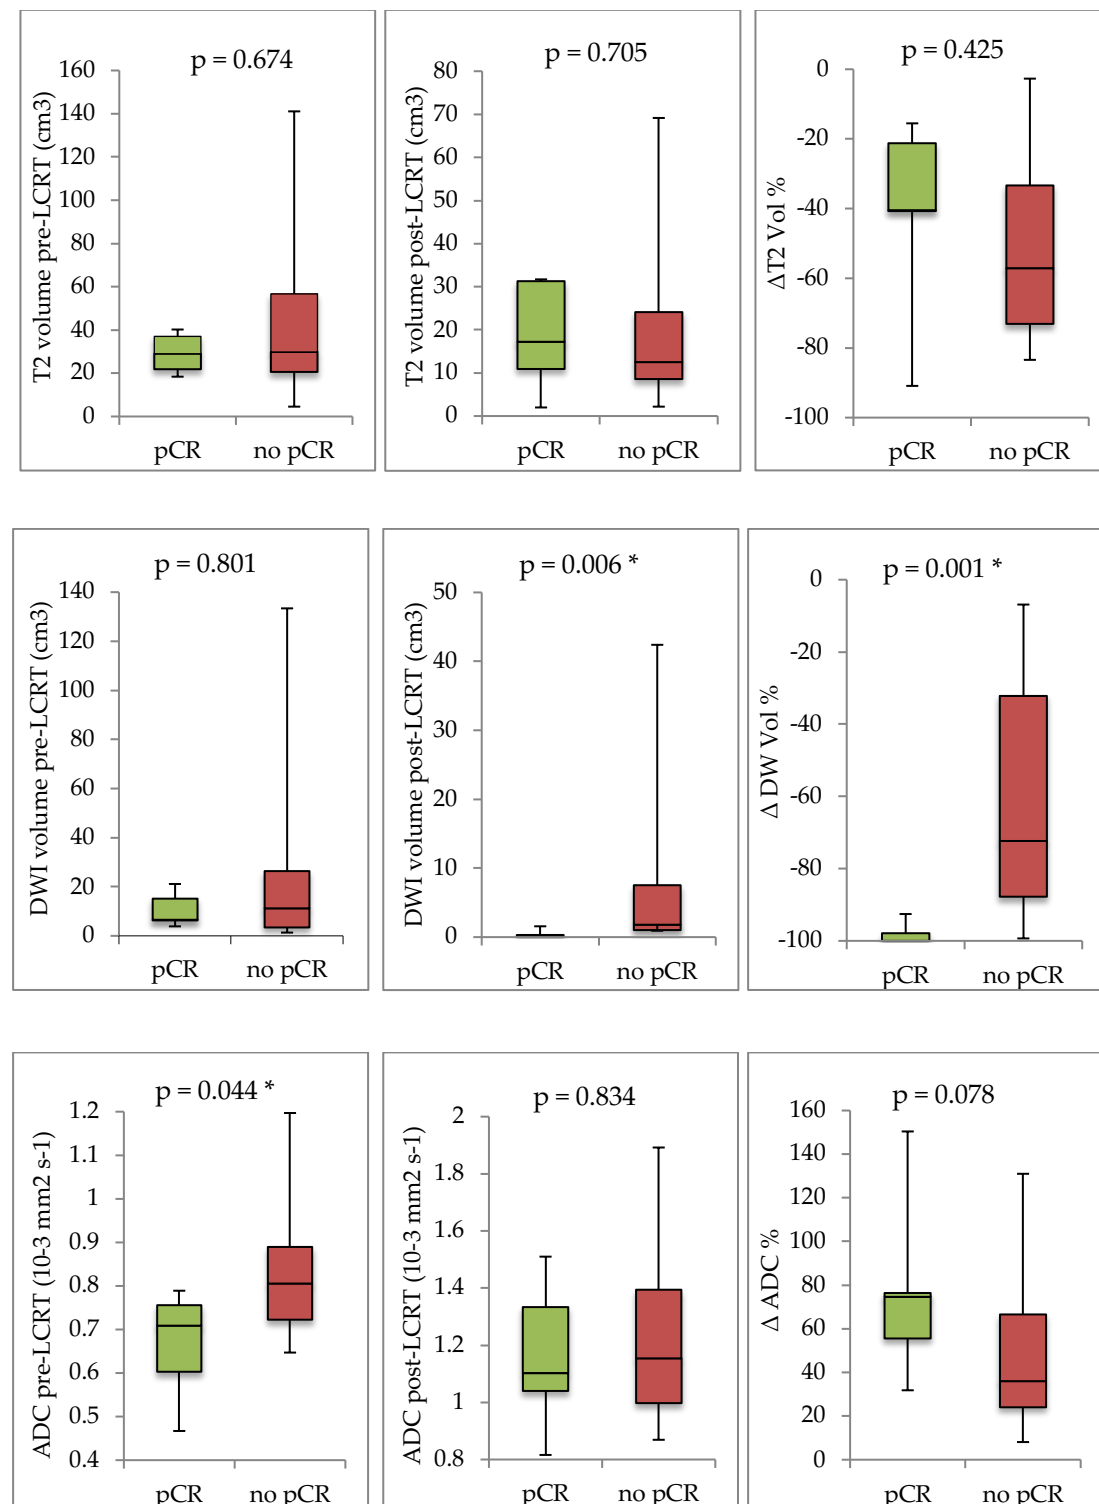 p = 0.674
T2 volume pre-LCRT (cm3)
160
140
120
100
80
60
40
20
0
pCR no pCR
p = 0.705
T2 volume post-LCRT (cm3)
80
70
60
50
40
30
20
10
0
pCR no pCR
p = 0.425
ΔT2 Vol %
0
-20
-40
-60
-80
-100
pCR no pCR
p = 0.801
DWI volume pre-LCRT (cm3)
140
120
100
80
60
40
20
0
pCR no pCR
p = 0.006 *
DWI volume post-LCRT (cm3)
50
40
30
20
10
0
pCR no pCR
p = 0.001 *
Δ DW Vol %
0
-20
-40
-60
-80
-100
pCR no pCR
p = 0.044 *
ADC pre-LCRT (10-3 mm2 s-1)
1.2
1.1
1
0.9
0.8
0.7
0.6
0.5
0.4
pCR no pCR
p = 0.834
ADC post-LCRT (10-3 mm2 s-1)
2
1.8
1.6
1.4
1.2
1
0.8
pCR no pCR
p = 0.078
Δ ADC %
160
140
120
100
80
60
40
20
0
pCR no pCR